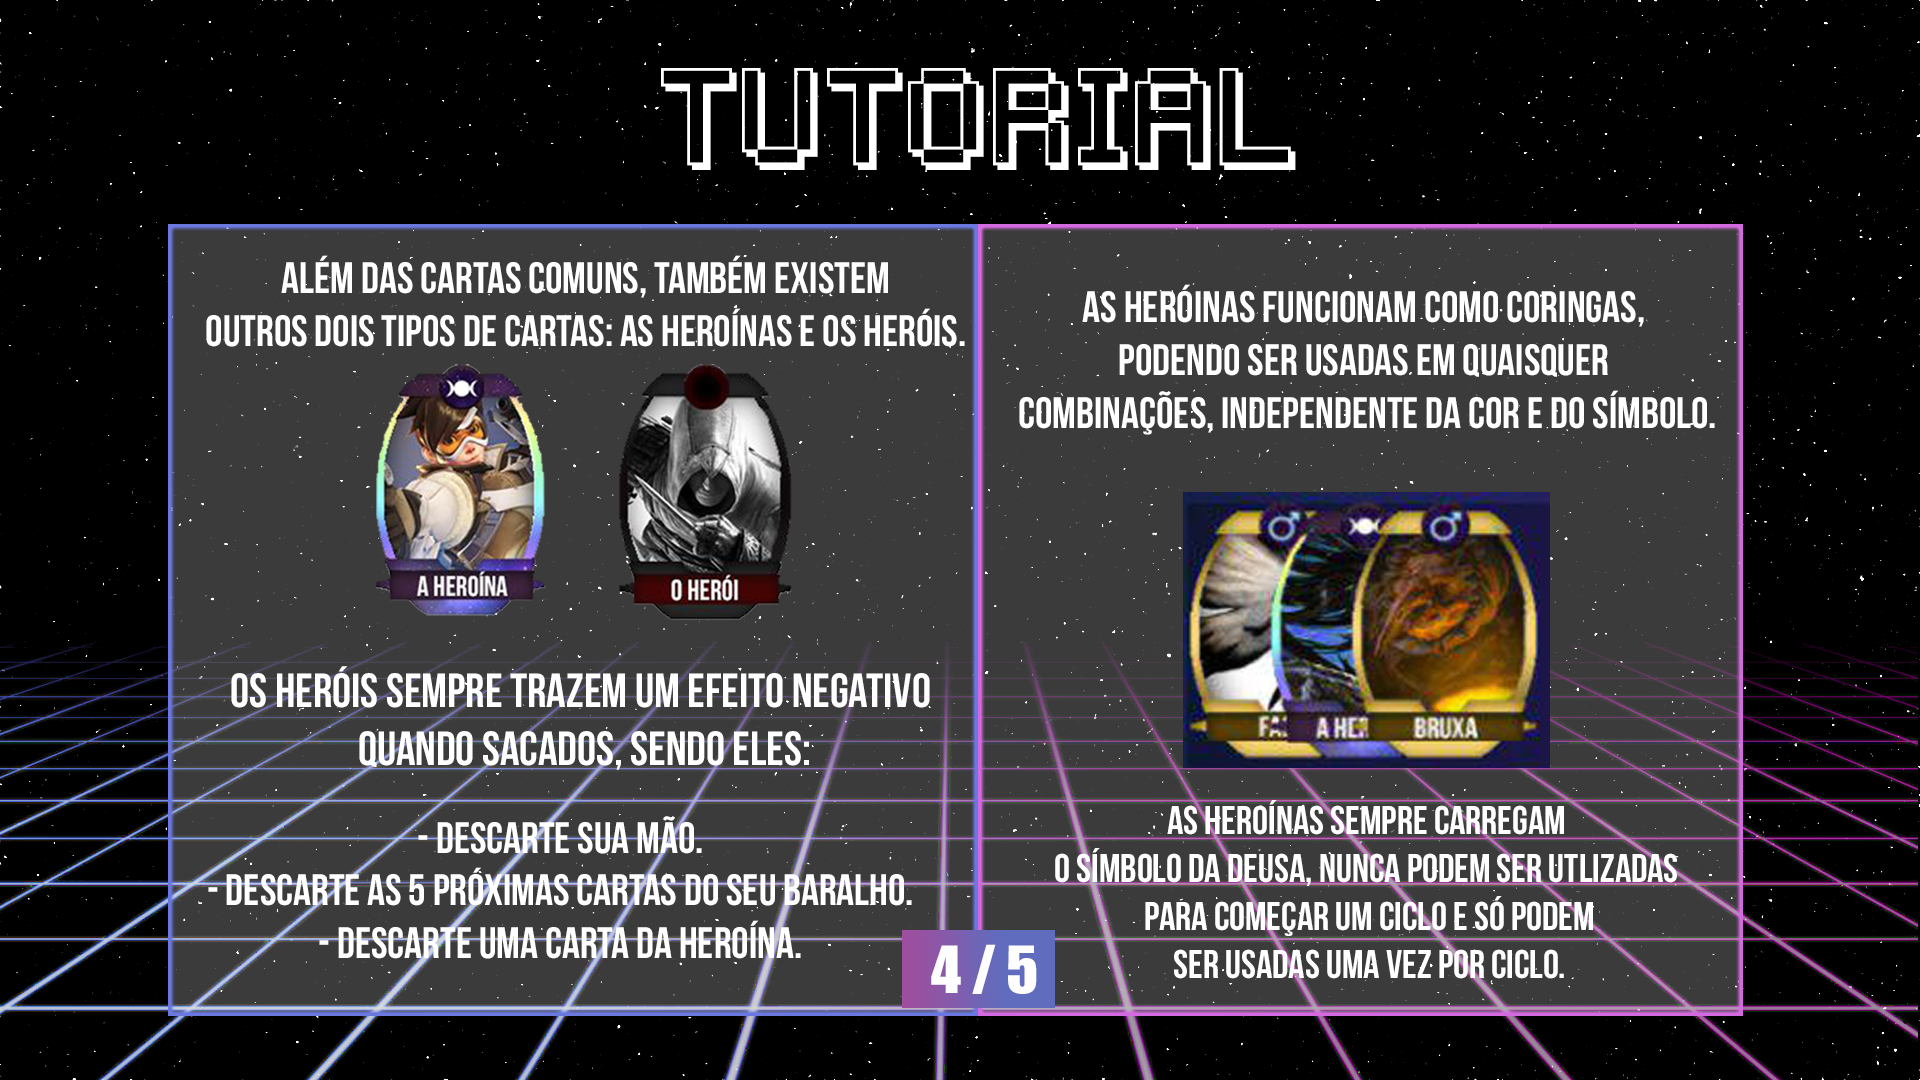 TUTORIAL
ALÉM DAS CARTAS COMUNS, TAMBÉM EXISTEM
OUTROS DOIS TIPOS DE CARTAS: AS HEROÍNAS E OS HERÓIS.
A HEROÍNA
O HERÓI
OS HERÓIS SEMPRE TRAZEM UM EFEITO NEGATIVO
QUANDO SACADOS, SENDO ELES:
- DESCARTE SUA MÃO.
- DESCARTE AS 5 PRÓXIMAS CARTAS DO SEU BARALHO.
- DESCARTE UMA CARTA DA HEROÍNA.
AS HERÓINAS FUNCIONAM COMO CORINGAS,
PODENDO SER USADAS EM QUAISQUER
COMBINAÇÕES, INDEPENDENTE DA COR E DO SÍMBOLO.
A HER
BRUXA
AS HEROÍNAS SEMPRE CARREGAM
O SÍMBOLO DA DEUSA, NUNCA PODEM SER UTLIZADAS
PARA COMEÇAR UM CICLO E SÓ PODEM
SER USADAS UMA VEZ POR CICLO.
4 / 5